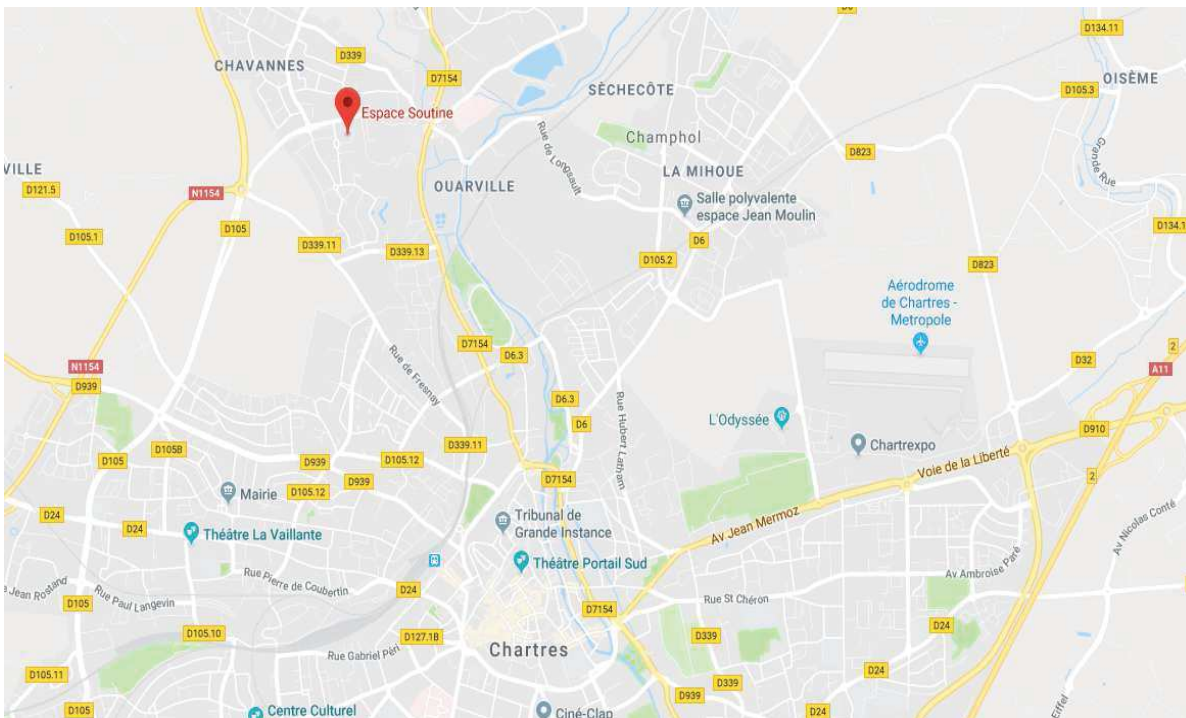 D6
D134.11
D339
CHAVANNES
D7154
OISÈME
SÈCHECÔTE
D105.3
Espace Soutine
Rue de Longsault
Champhol
Grande Rue
D823
VILLE
LA MIHOUE
D121.5
N1154
OUARVILLE
Salle polyvalente
espace Jean Moulin
D105
D134.1
D105.1
D339.11
D339.13
D6
D105.2
D823
Aérodrome
de Chartres -
Metropole
D7154
2
D6.3
D32
N1154
Rue de Fresnay
A11
D939
D6.3
Rue Hubert Latham
L'Odyssée
D6
D910
D105B
D339.11
Chartrexpo
D105
D939
D105.12
Voie de la Liberté
2
D7154
D939
D105.12
Mairie
D24
Tribunal de
Grande Instance
Av Jean Mermoz
Av Nicolas Conté
D24
Théâtre La Vaillante
Théâtre Portail Sud
Rue Pierre de Coubertin
Av Ambroise Paré
e Jean Rostand
D24
Rue St Chéron
D105
Rue Paul Langevin
D7154
D105.10
D127.1B
D339
D24
Chartres
Rue Gabriel Péri
D24
D105.11
D339
D939
D105
Centre Culturel
Ciné-Clap
D24
Eiffel